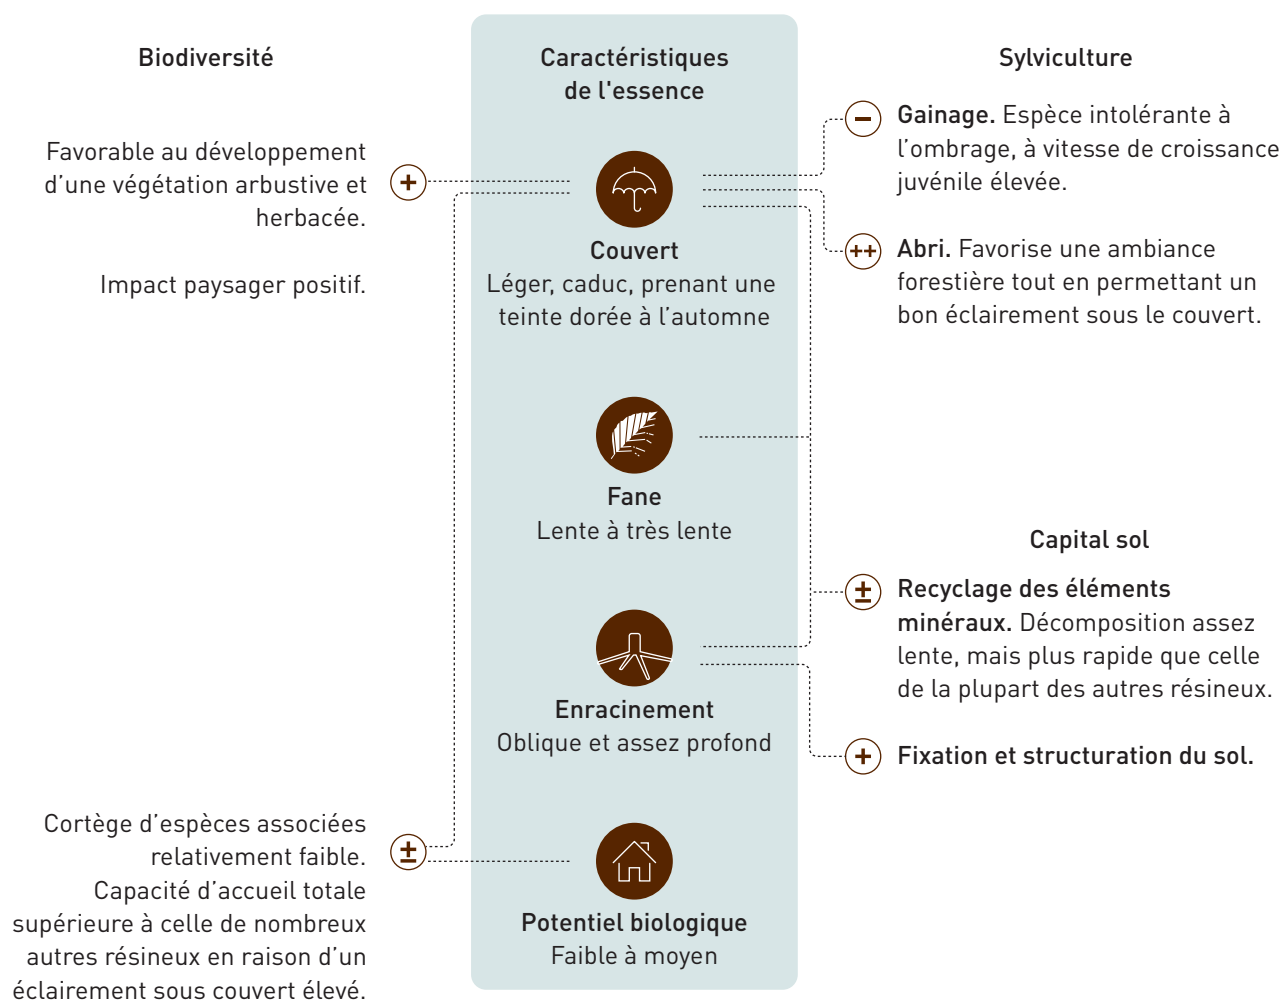 Biodiversité
Favorable au développement
d’une végétation arbustive et
herbacée.
Impact paysager positif.
+
Cortège d’espèces associées
relativement faible.
Capacité d’accueil totale
supérieure à celle de nombreux
autres résineux en raison d’un
éclairement sous couvert élevé.
±
Caractéristiques
de l'essence
Couvert
Léger, caduc, prenant une
teinte dorée à l’automne
Fane
Lente à très lente
Enracinement
Oblique et assez profond
Potentiel biologique
Faible à moyen
Sylviculture
−
Gainage. Espèce intolérante à
l’ombrage, à vitesse de croissance
juvénile élevée.
++
Abri. Favorise une ambiance
forestière tout en permettant un
bon éclairement sous le couvert.
Capital sol
±
Recyclage des éléments
minéraux. Décomposition assez
lente, mais plus rapide que celle
de la plupart des autres résineux.
+
Fixation et structuration du sol.